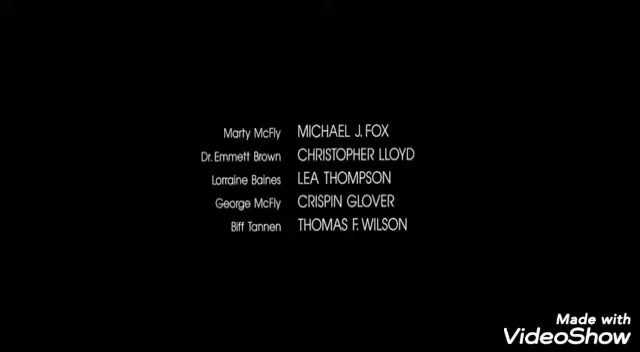 Marty McFly MICHAEL J. FOX
Dr. Emmett Brown CHRISTOPHER LLOYD
Lorraine Baines LEA THOMPSON
George McFly CRISPIN GLOVER
Biff Tannen THOMAS F. WILSON
Made with
VideoShow